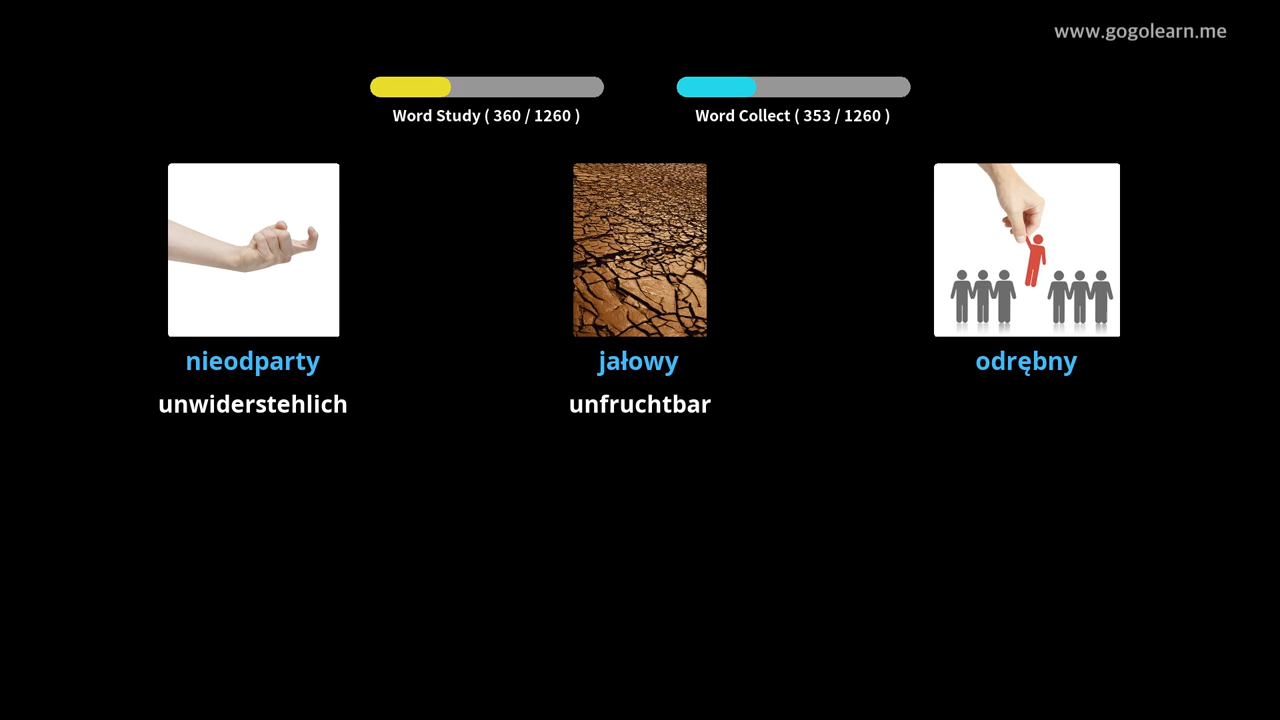 www.gogolearn.me
Word Study ( 360 / 1260 )
Word Collect ( 353 / 1260 )
nieodparty
jałowy
odrębny
unwiderstehlich
unfruchtbar